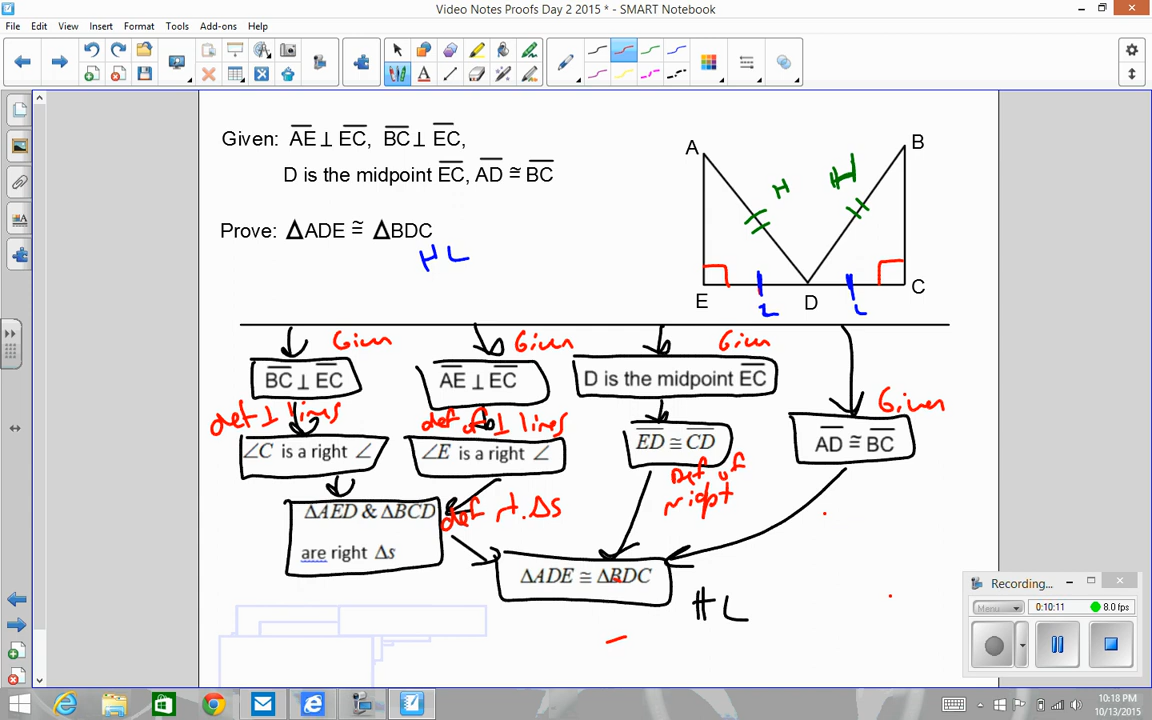 Video Notes Proofs Day 2 2015 * - SMART Notebook
File Edit View Insert Format Tools Add-ons Help
Given: AE ⊥ EC, BC ⊥ EC,
D is the midpoint EC, AD ≅ BC
Prove: ΔADE ≅ ΔBDC
HL
A
B
H
H
E
D
C
L
L
Given
Given
Given
BC ⊥ EC
AE ⊥ EC
D is the midpoint EC
Given
def ⊥ lines
def of ⊥ lines
∠C is a right ∠
∠E is a right ∠
ED ≅ CD
AD ≅ BC
Def of
midpt
ΔAED & ΔBCD
are right Δs
def rt. Δs
ΔADE ≅ ΔBDC
HL
Recording...
Menu
0:10:11
8.0 fps
10:18 PM
10/13/2015